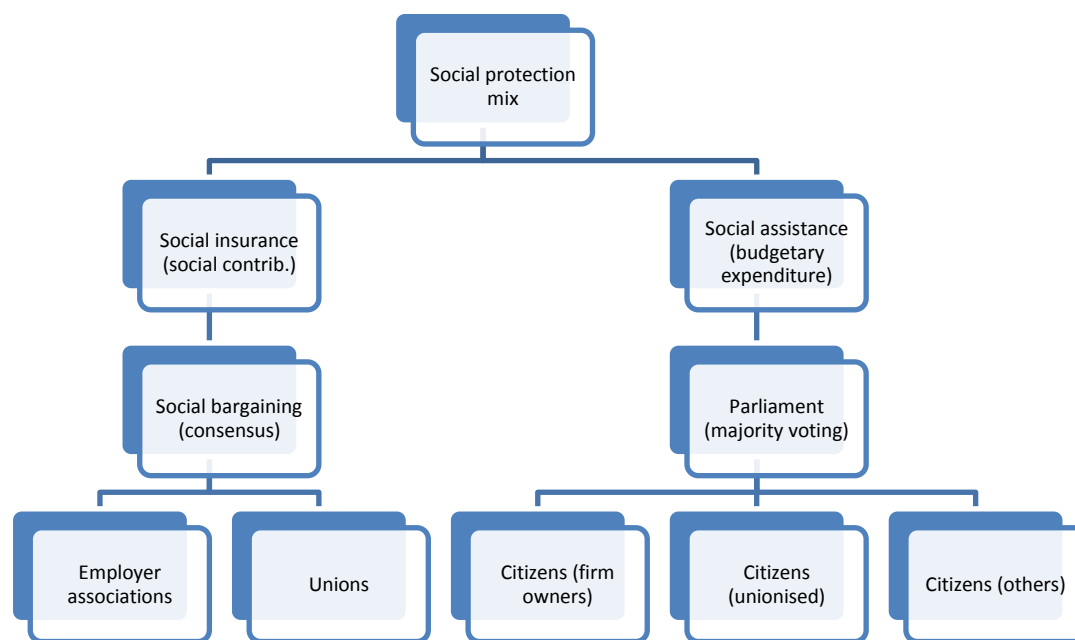 Social protection
mix
Social insurance
(social contrib.)
Social assistance
(budgetary
expenditure)
Social bargaining
(consensus)
Parliament
(majority voting)
Employer
associations
Unions
Citizens (firm
owners)
Citizens
(unionised)
Citizens (others)